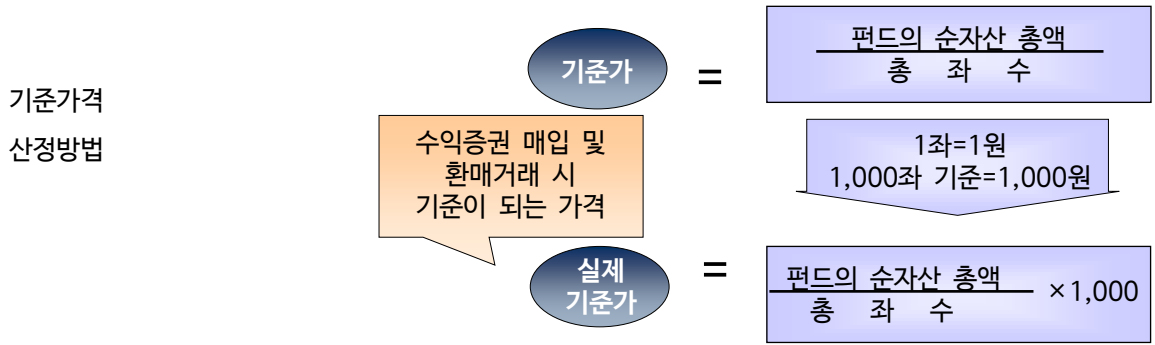 기준가격
산정방법
기준가
=
펀드의 순자산 총액
총 좌 수
수익증권 매입 및
환매거래 시
기준이 되는 가격
1좌=1원
1,000좌 기준=1,000원
실제
기준가
=
펀드의 순자산 총액
총 좌 수
×1,000